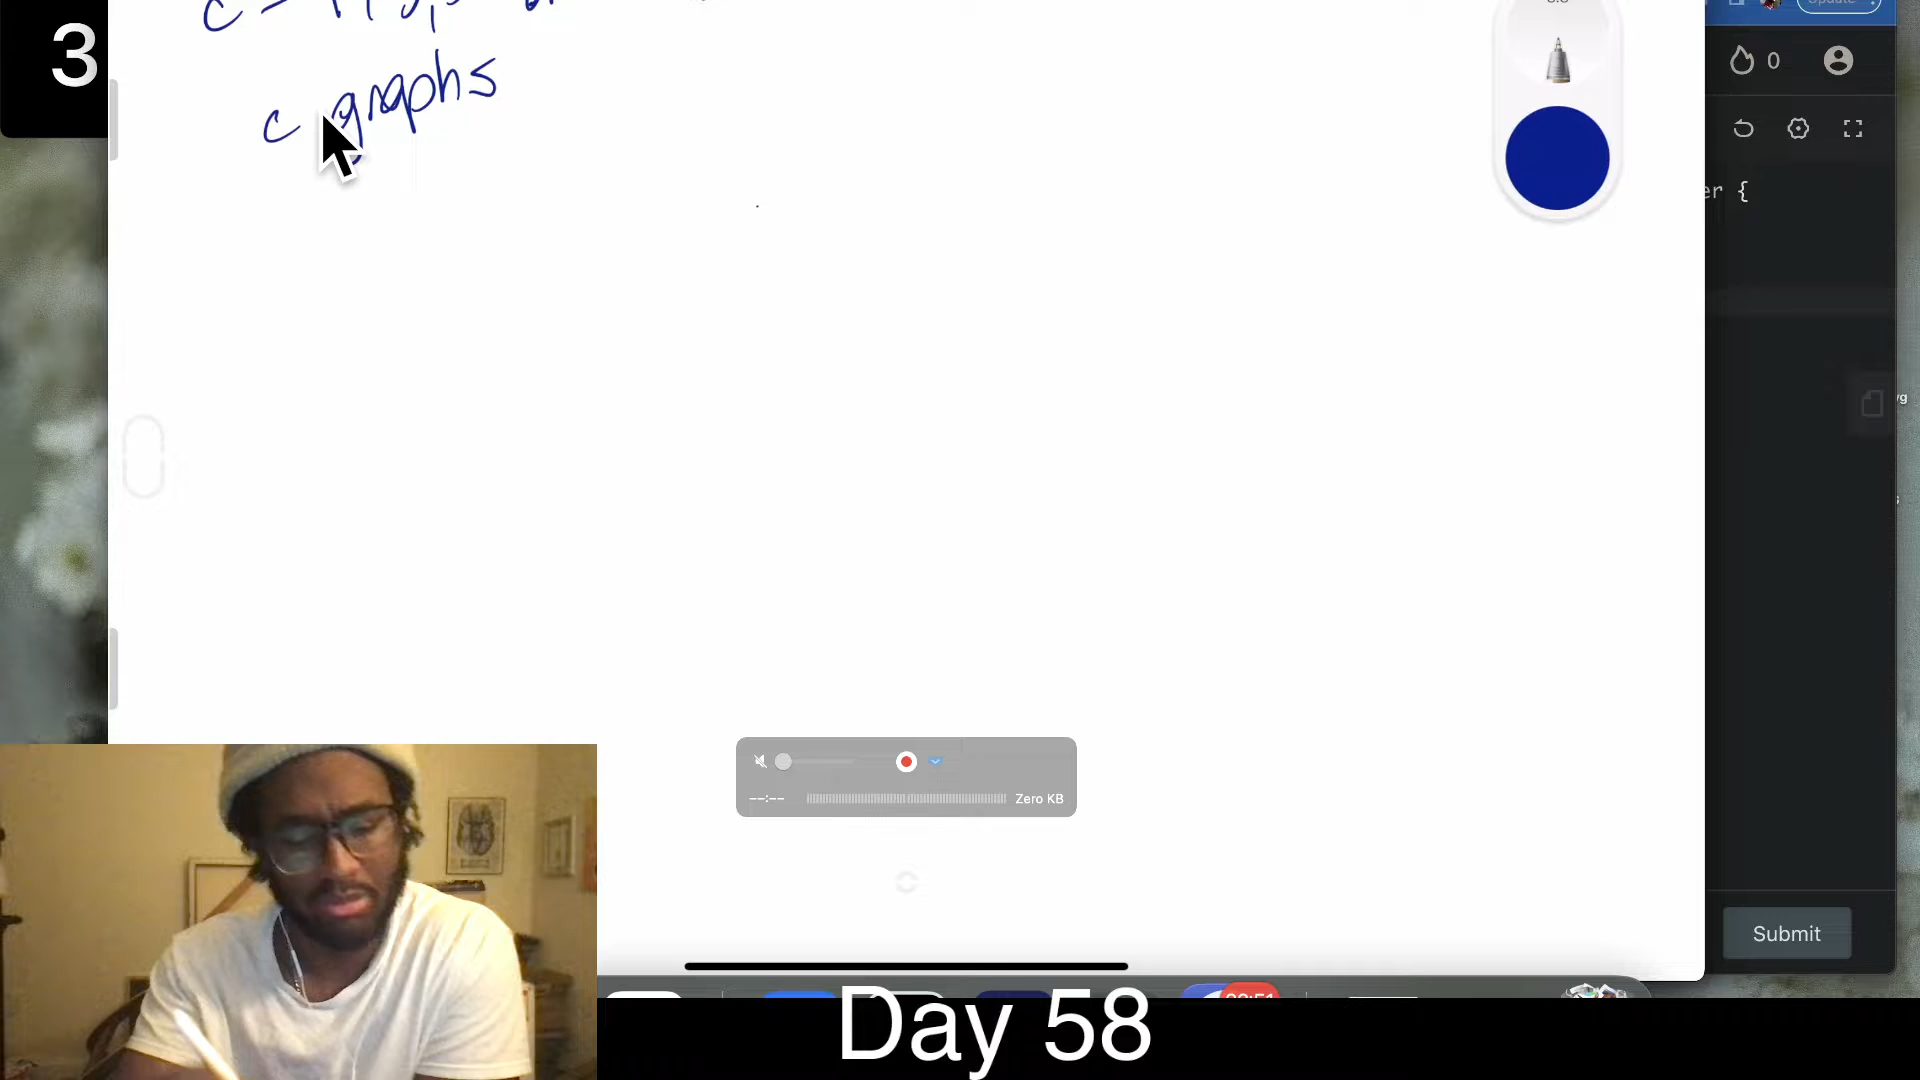 3
c graphs
0
er {
Zero KB
--:--
Submit
Day 58